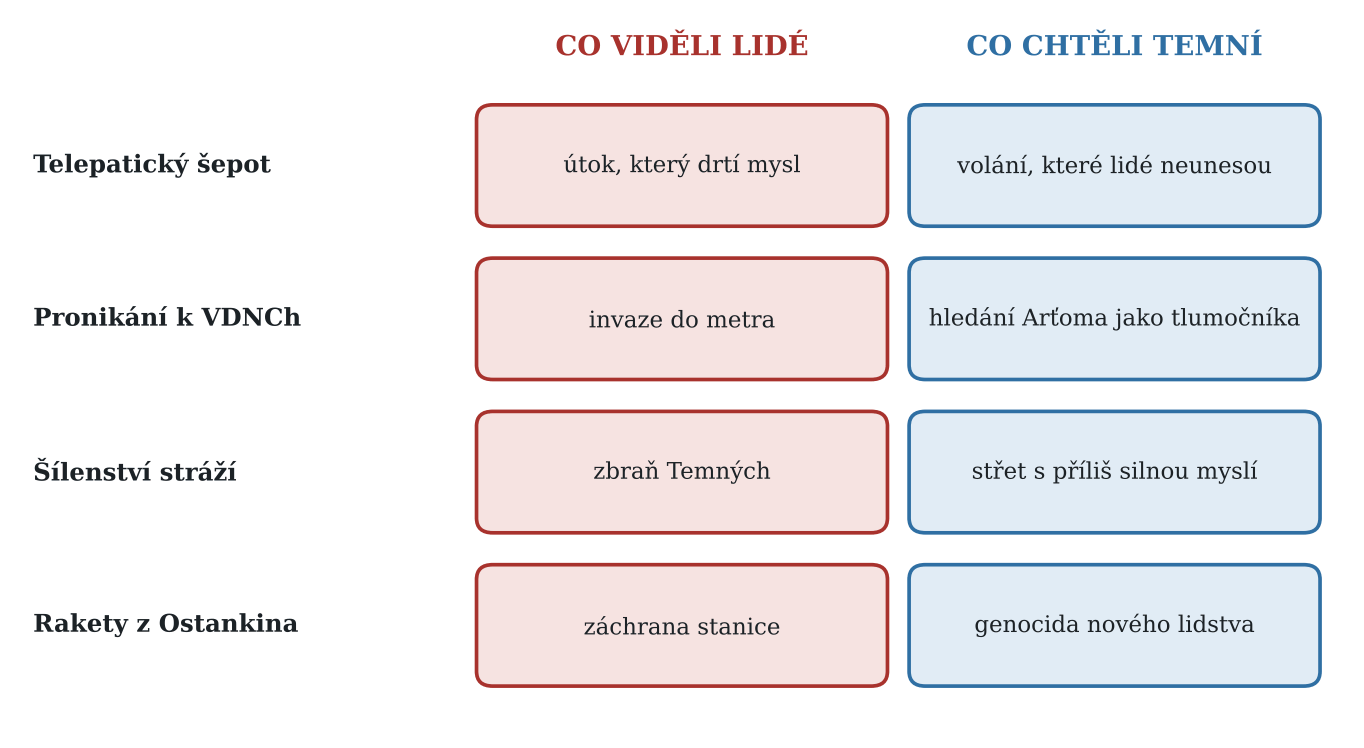 CO VIDĚLI LIDÉ
CO CHTĚLI TEMNÍ
Telepatický šepot
útok, který drtí mysl
volání, které lidé neunesou
Pronikání k VDNCh
invaze do metra
hledání Arťoma jako tlumočníka
Šílenství stráží
zbraň Temných
střet s příliš silnou myslí
Rakety z Ostankina
záchrana stanice
genocida nového lidstva